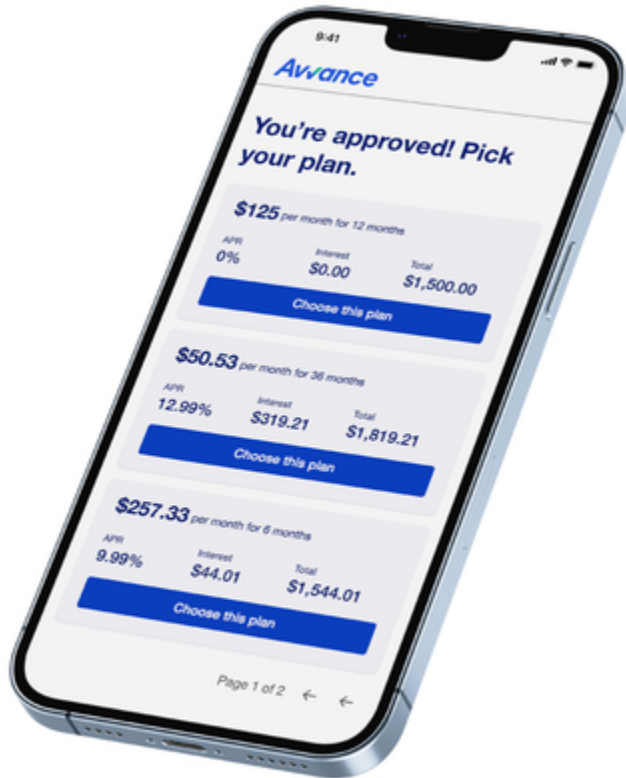 9:41
Avvance
You're approved! Pick
your plan.
$125 per month for 12 months
APR Interest Total
0% $0.00 $1,500.00
Choose this plan
$50.53 per month for 36 months
APR Interest Total
12.99% $319.21 $1,819.21
Choose this plan
$257.33 per month for 6 months
APR Interest Total
9.99% $44.01 $1,544.01
Choose this plan
Page 1 of 2 ← ←